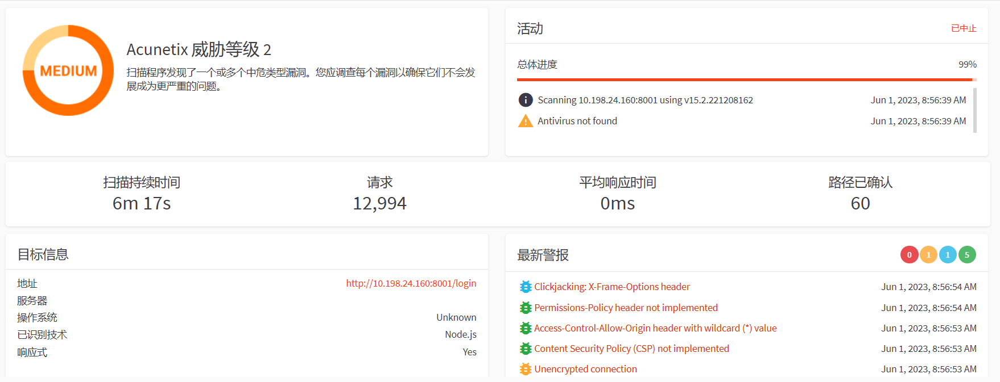 MEDIUM
Acunetix 威胁等级 2
扫描程序发现了一个或多个中危类型漏洞。您应调查每个漏洞以确保它们不会发
展成为更严重的问题。
活动
已中止
总体进度
99%
Scanning 10.198.24.160:8001 using v15.2.221208162
Jun 1, 2023, 8:56:39 AM
Antivirus not found
Jun 1, 2023, 8:56:39 AM
扫描持续时间
6m 17s
请求
12,994
平均响应时间
0ms
路径已确认
60
目标信息
地址
http://10.198.24.160:8001/login
服务器
操作系统
Unknown
已识别技术
Node.js
响应式
Yes
最新警报
0 1 1 5
Clickjacking: X-Frame-Options header
Jun 1, 2023, 8:56:54 AM
Permissions-Policy header not implemented
Jun 1, 2023, 8:56:54 AM
Access-Control-Allow-Origin header with wildcard (*) value
Jun 1, 2023, 8:56:53 AM
Content Security Policy (CSP) not implemented
Jun 1, 2023, 8:56:53 AM
Unencrypted connection
Jun 1, 2023, 8:56:53 AM